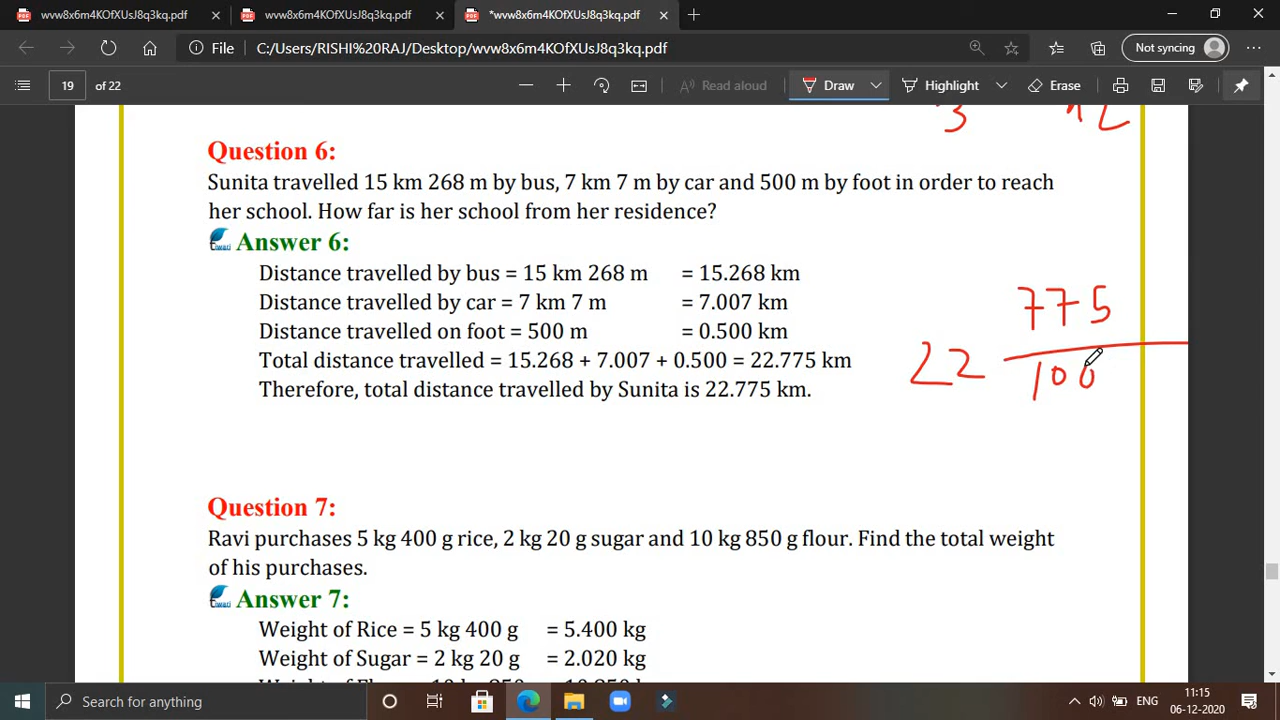 wvw8x6m4KOfXUsJ8q3kq.pdf
wvw8x6m4KOfXUsJ8q3kq.pdf
*wvw8x6m4KOfXUsJ8q3kq.pdf
File C:/Users/RISHI%20RAJ/Desktop/wvw8x6m4KOfXUsJ8q3kq.pdf
Not syncing
19 of 22
Read aloud
Draw
Highlight
Erase
3 2
Question 6:
Sunita travelled 15 km 268 m by bus, 7 km 7 m by car and 500 m by foot in order to reach
her school. How far is her school from her residence?
Answer 6:
Distance travelled by bus = 15 km 268 m = 15.268 km
Distance travelled by car = 7 km 7 m = 7.007 km
Distance travelled on foot = 500 m = 0.500 km
Total distance travelled = 15.268 + 7.007 + 0.500 = 22.775 km
Therefore, total distance travelled by Sunita is 22.775 km.
775
22
100
Question 7:
Ravi purchases 5 kg 400 g rice, 2 kg 20 g sugar and 10 kg 850 g flour. Find the total weight
of his purchases.
Answer 7:
Weight of Rice = 5 kg 400 g = 5.400 kg
Weight of Sugar = 2 kg 20 g = 2.020 kg
Search for anything
ENG
11:15
06-12-2020